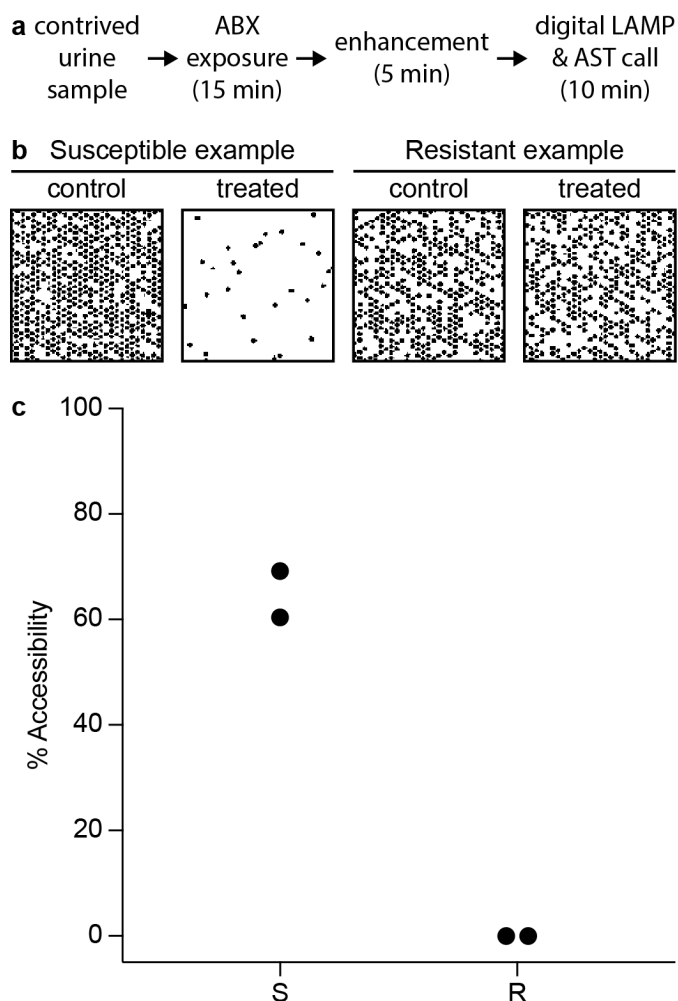 a contrived urine sample
ABX exposure (15 min)
enhancement (5 min)
digital LAMP & AST call (10 min)
b Susceptible example
Resistant example
control
treated
control
treated
c
100
80
60
40
20
0
% Accessibility
S
R